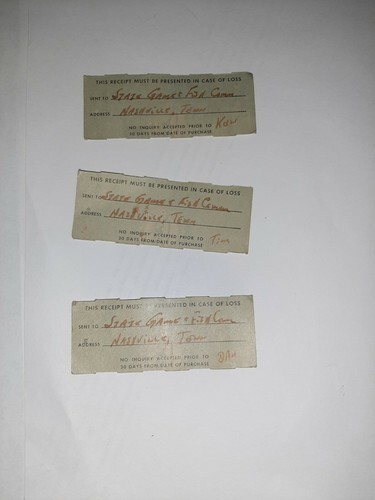 THIS RECEIPT MUST BE PRESENTED IN CASE OF LOSS
SENT TO State Game & Fish Comm
ADDRESS Nashville, Tenn
NO INQUIRY ACCEPTED PRIOR TO
30 DAYS FROM DATE OF PURCHASE
THIS RECEIPT MUST BE PRESENTED IN CASE OF LOSS
SENT TO State Game & Fish Comm
ADDRESS Nashville, Tenn
NO INQUIRY ACCEPTED PRIOR TO
30 DAYS FROM DATE OF PURCHASE Tim
THIS RECEIPT MUST BE PRESENTED IN CASE OF LOSS
SENT TO State Game & Fish Comm
ADDRESS Nashville, Tenn
NO INQUIRY ACCEPTED PRIOR TO
30 DAYS FROM DATE OF PURCHASE